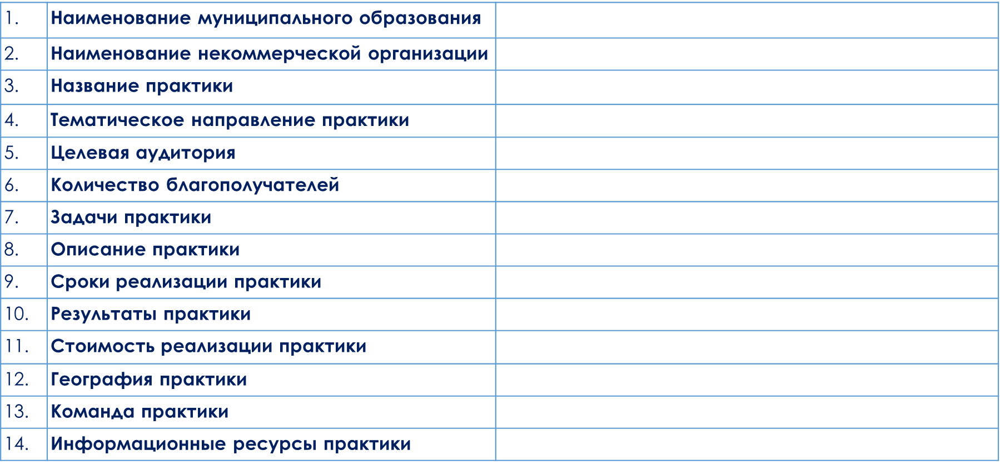 1. Наименование муниципального образования
2. Наименование некоммерческой организации
3. Название практики
4. Тематическое направление практики
5. Целевая аудитория
6. Количество благополучателей
7. Задачи практики
8. Описание практики
9. Сроки реализации практики
10. Результаты практики
11. Стоимость реализации практики
12. География практики
13. Команда практики
14. Информационные ресурсы практики